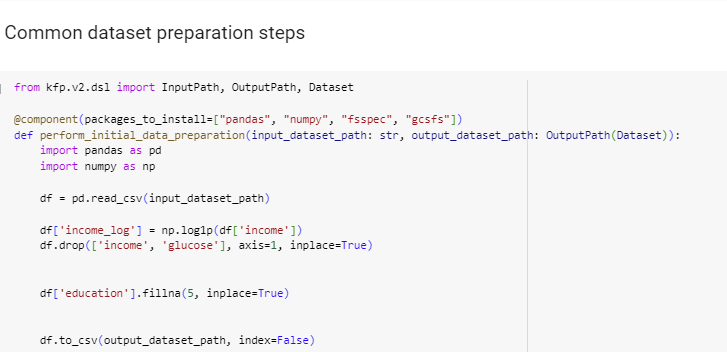 Common dataset preparation steps
from kfp.v2.dsl import InputPath, OutputPath, Dataset
@component(packages_to_install=["pandas", "numpy", "fsspec", "gcsfs"])
def perform_initial_data_preparation(input_dataset_path: str, output_dataset_path: OutputPath(Dataset)):
    import pandas as pd
    import numpy as np
    df = pd.read_csv(input_dataset_path)
    df['income_log'] = np.log1p(df['income'])
    df.drop(['income', 'glucose'], axis=1, inplace=True)
    df['education'].fillna(5, inplace=True)
    df.to_csv(output_dataset_path, index=False)